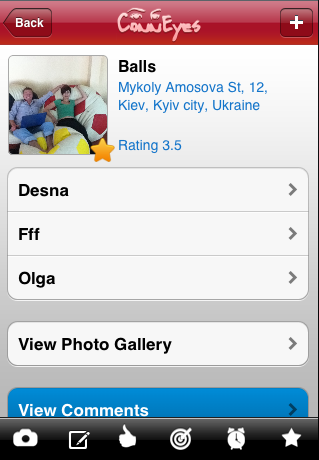 Back
ConnEyes
+
Balls
Mykoly Amosova St, 12,
Kiev, Kyiv city, Ukraine
Rating 3.5
Desna
Fff
Olga
View Photo Gallery
View Comments